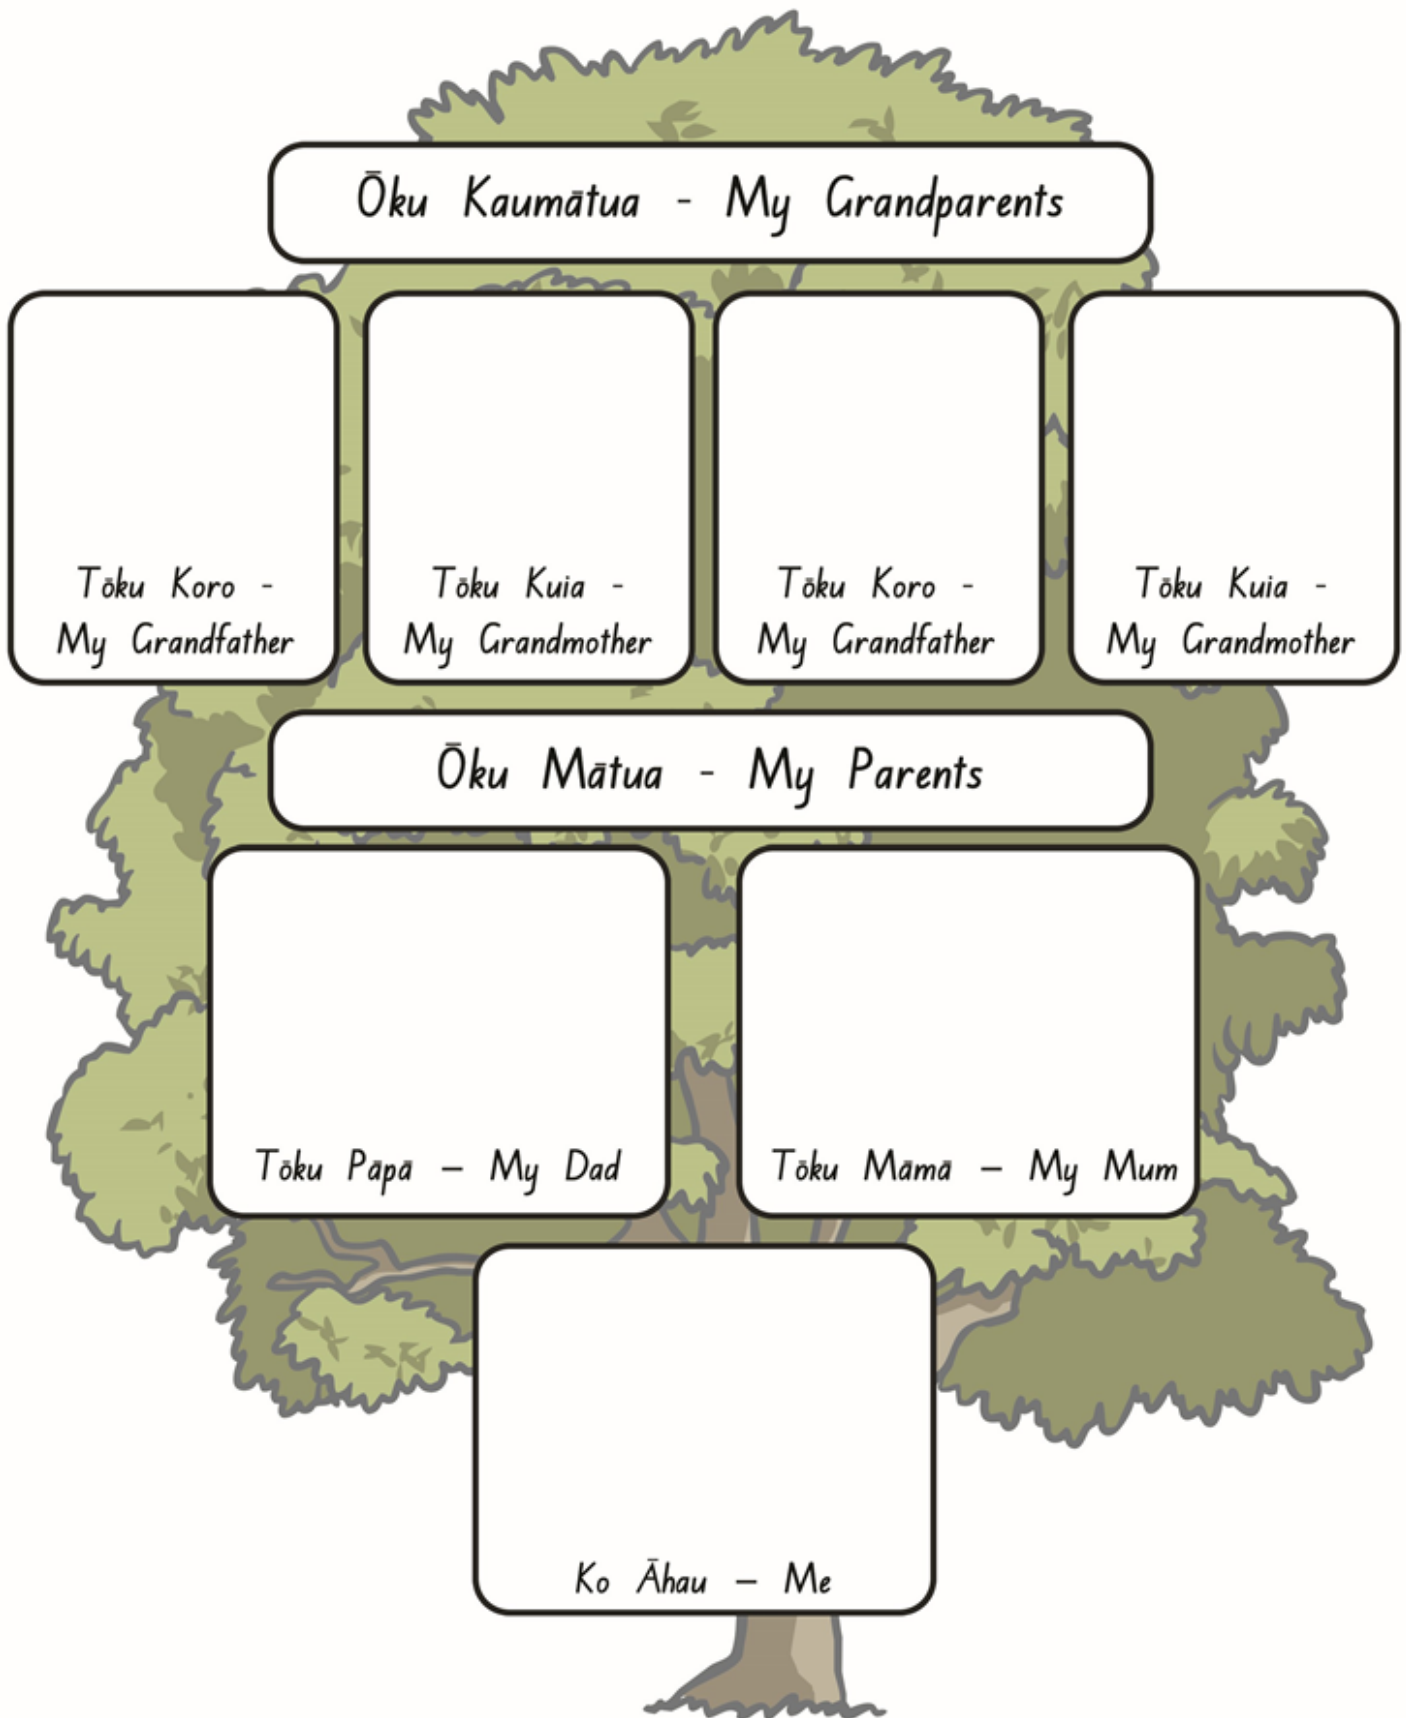 Ōku Kaumātua - My Grandparents
Tōku Koro -
My Grandfather
Tōku Kuia -
My Grandmother
Tōku Koro -
My Grandfather
Tōku Kuia -
My Grandmother
Ōku Mātua - My Parents
Tōku Pāpā – My Dad
Tōku Māmā – My Mum
Ko Āhau – Me